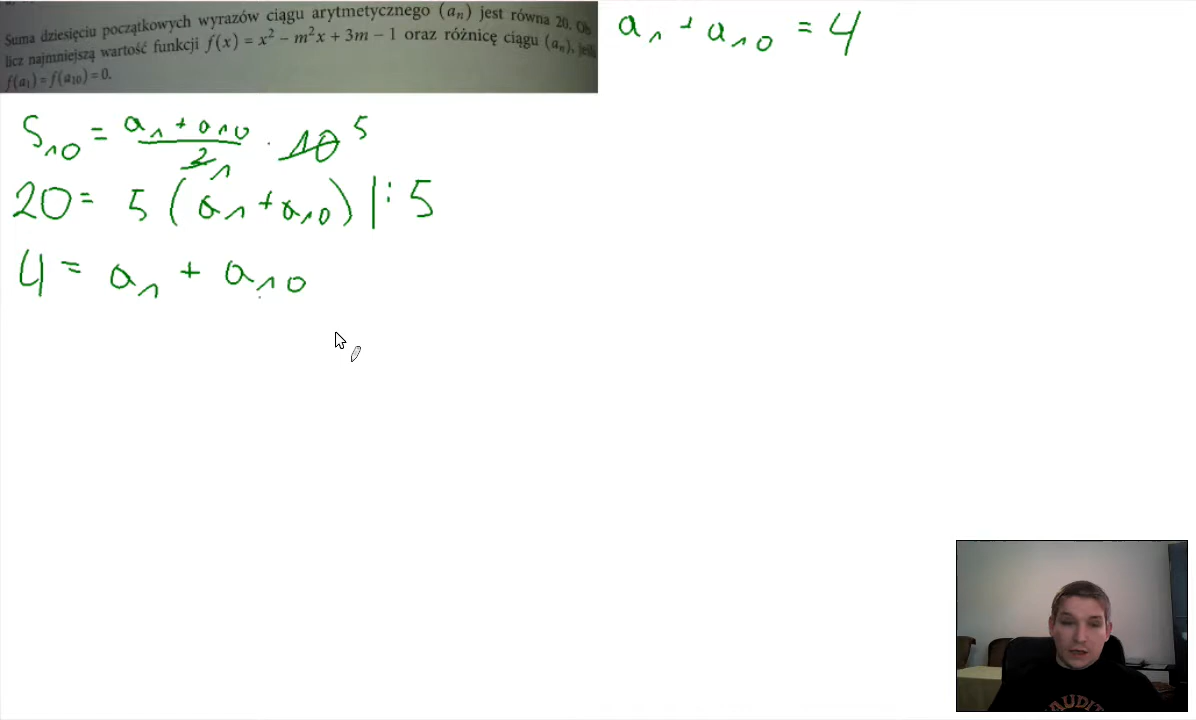 Suma dziesięciu początkowych wyrazów ciągu arytmetycznego (aₙ) jest równa 20. Ob
licz najmniejszą wartość funkcji f(x) = x² − m²x + 3m − 1 oraz różnicę ciągu (aₙ), jeśli
f(a₁) = f(a₁₀) = 0.
a₁ + a₁₀ = 4
S₁₀ = a₁ + a₁₀ / 2 1 · 10 5
20 = 5 (a₁ + a₁₀) | : 5
4 = a₁ + a₁₀